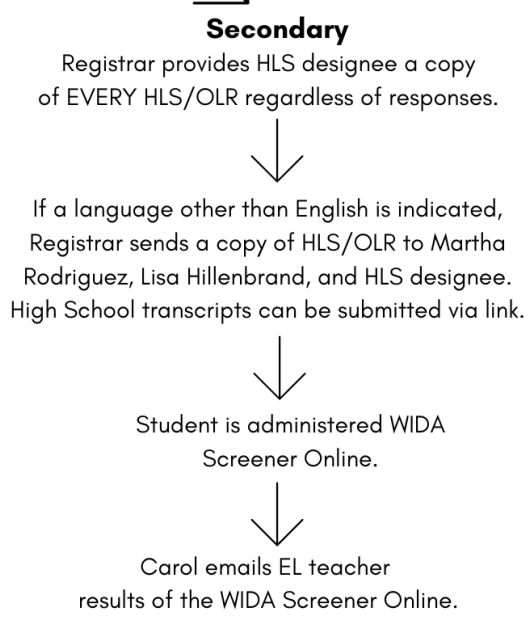 Secondary
Registrar provides HLS designee a copy
of EVERY HLS/OLR regardless of responses.
If a language other than English is indicated,
Registrar sends a copy of HLS/OLR to Martha
Rodriguez, Lisa Hillenbrand, and HLS designee.
High School transcripts can be submitted via link.
Student is administered WIDA
Screener Online.
Carol emails EL teacher
results of the WIDA Screener Online.